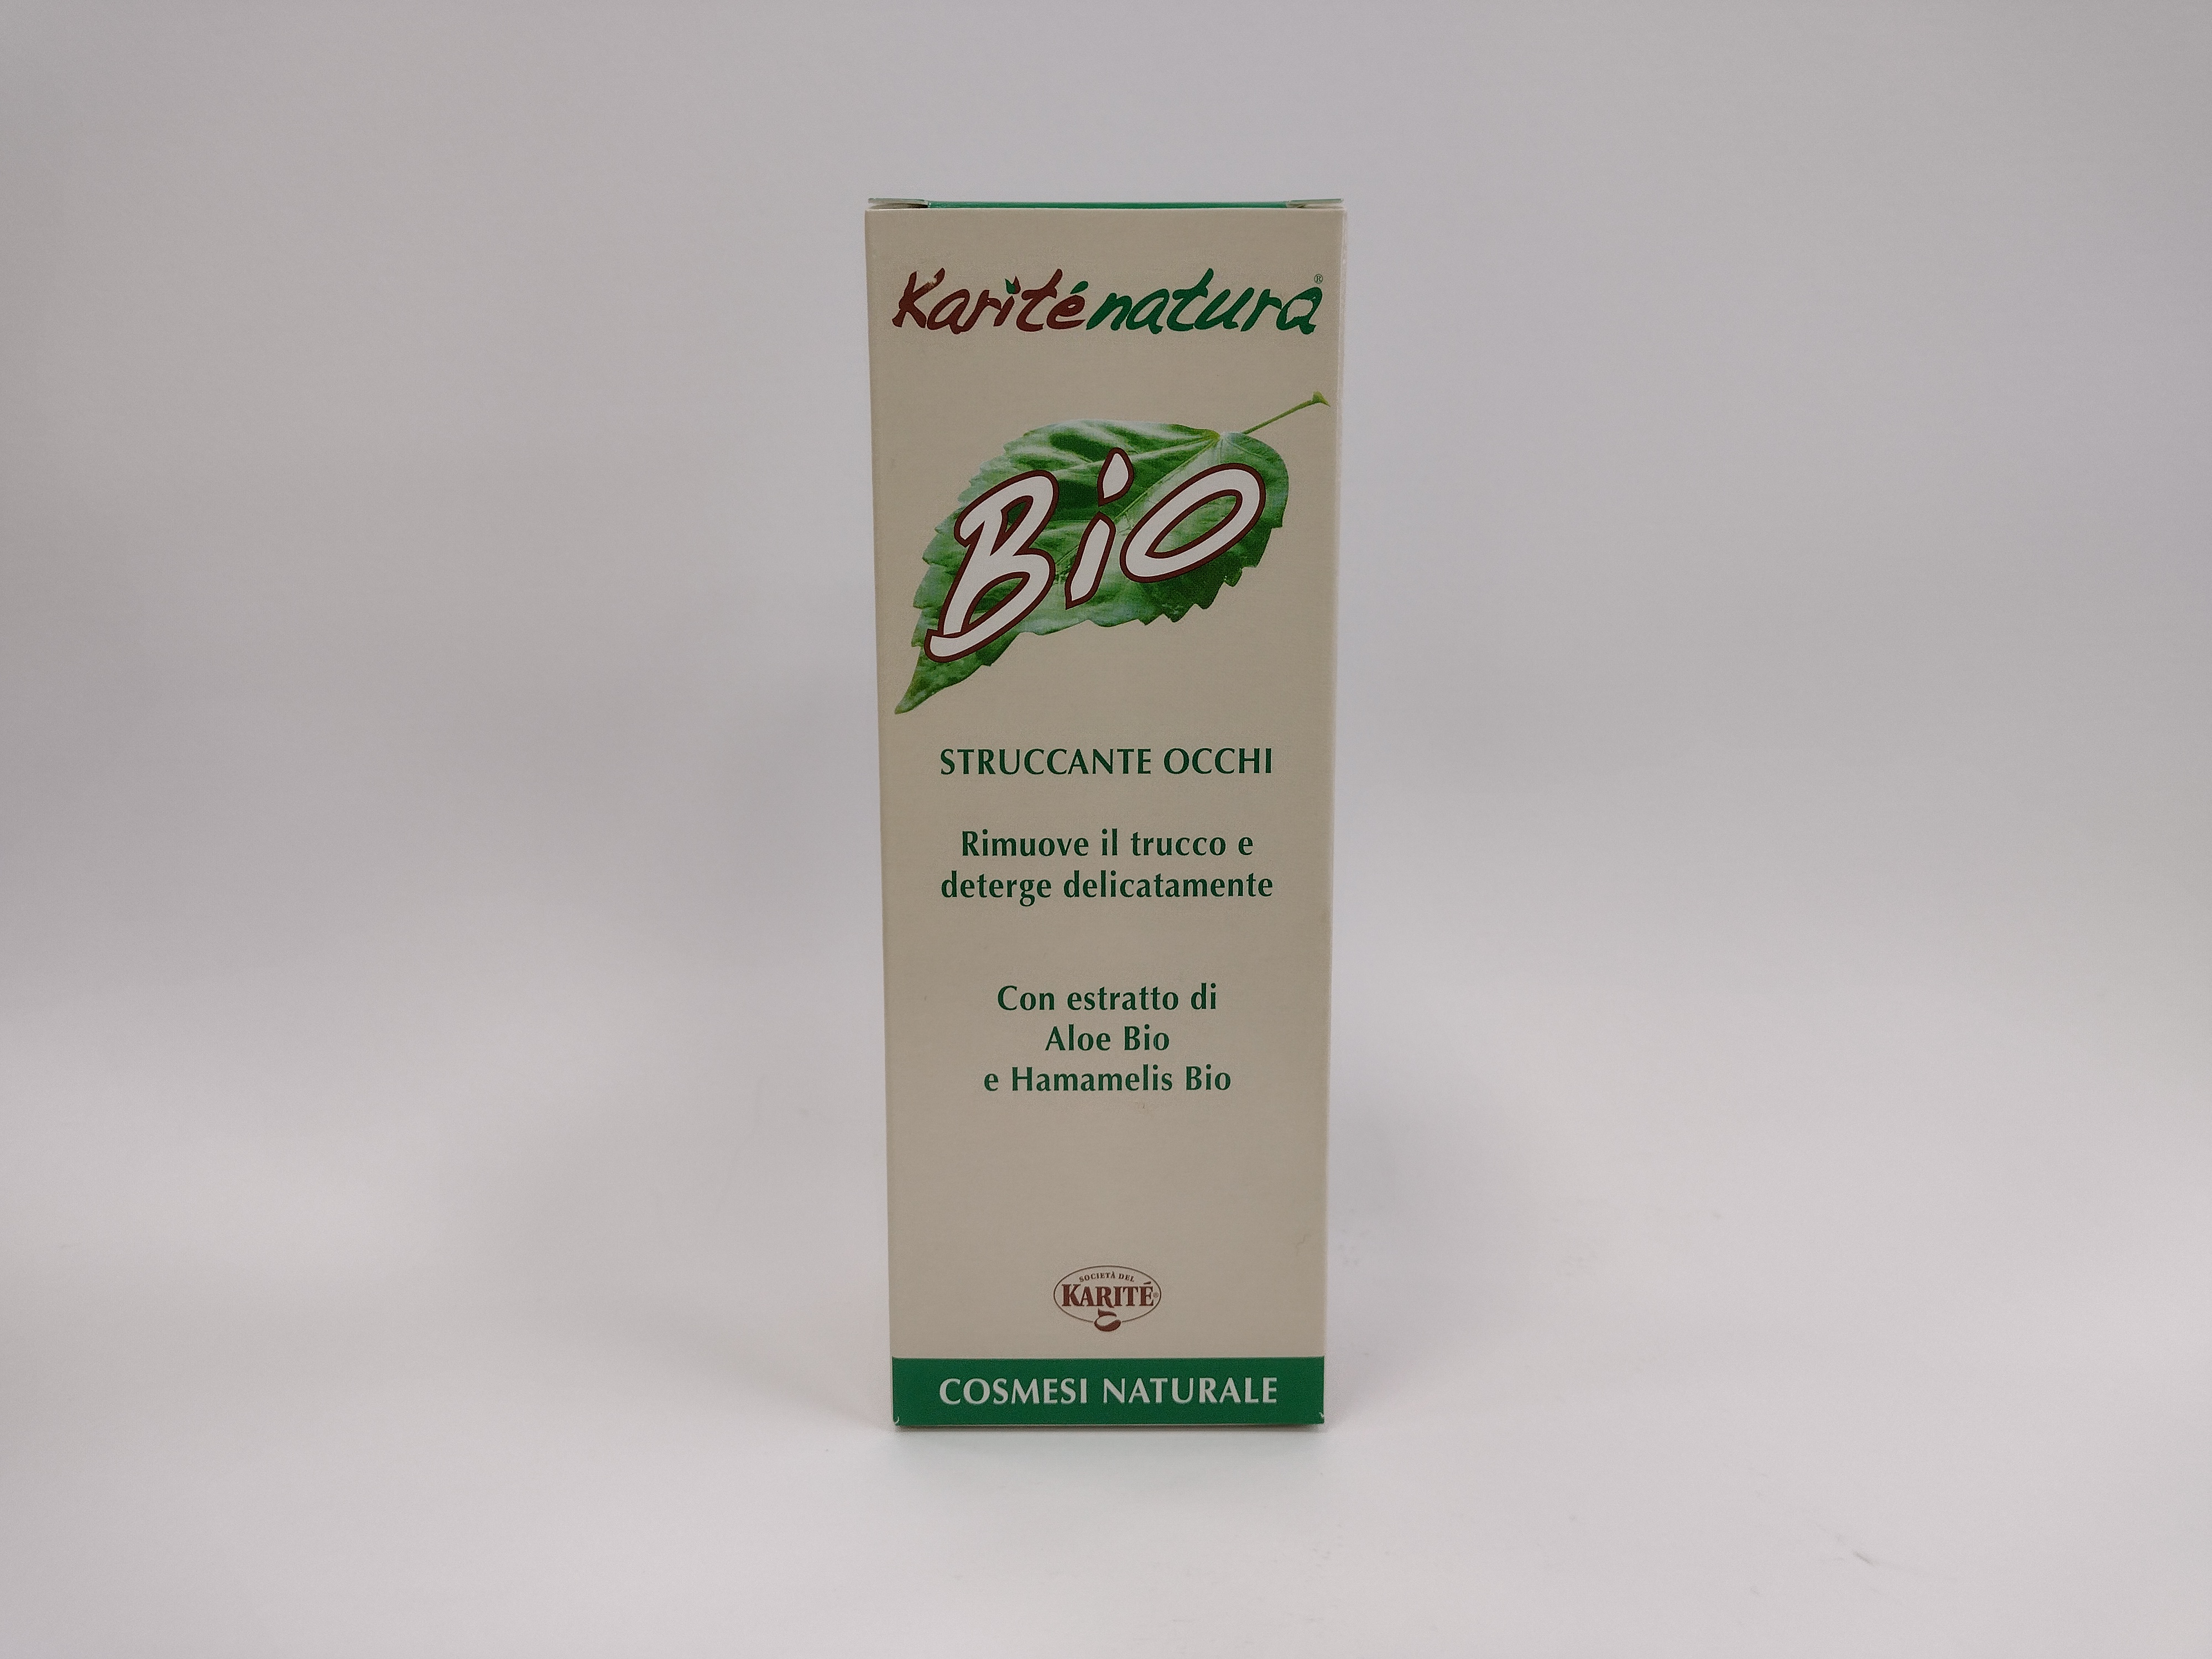 Kariténatura®
Bio
STRUCCANTE OCCHI
Rimuove il trucco e
deterge delicatamente
Con estratto di
Aloe Bio
e Hamamelis Bio
SOCIETÀ DEL
KARITÉ®
COSMESI NATURALE